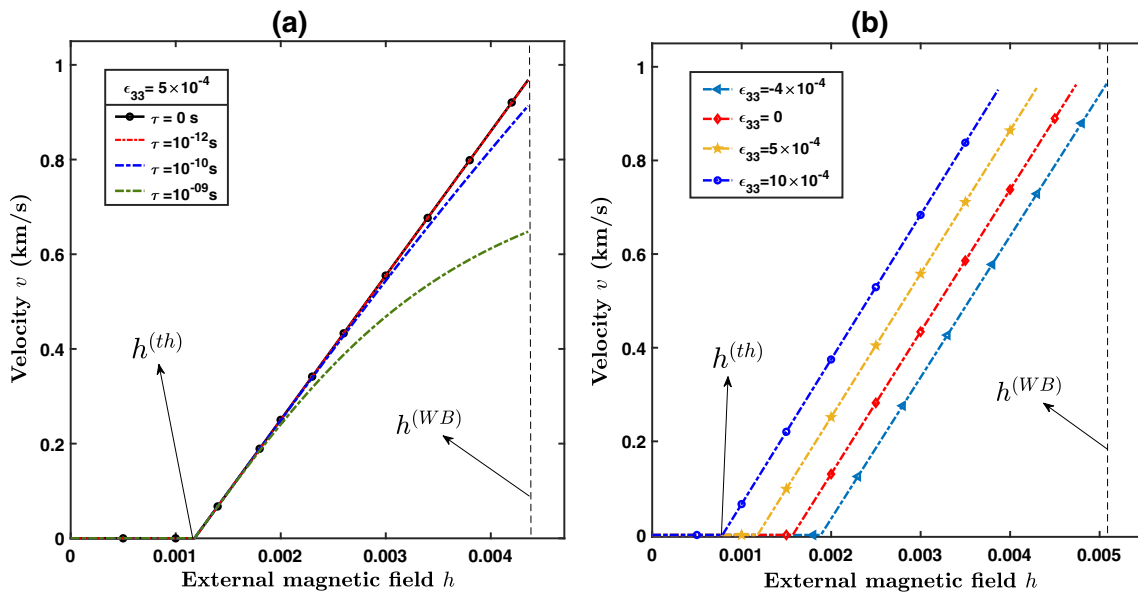 (a)
Velocity v (km/s)
1
0.8
0.6
0.4
0.2
0
ϵ33= 5×10-4
τ = 0 s
τ=10-12s
τ=10-10s
τ=10-09s
h(th)
h(WB)
0 0.001 0.002 0.003 0.004
External magnetic field h
(b)
Velocity v (km/s)
1
0.8
0.6
0.4
0.2
0
ϵ33=-4×10-4
ϵ33= 0
ϵ33=5×10-4
ϵ33=10×10-4
h(th)
h(WB)
0 0.001 0.002 0.003 0.004 0.005
External magnetic field h